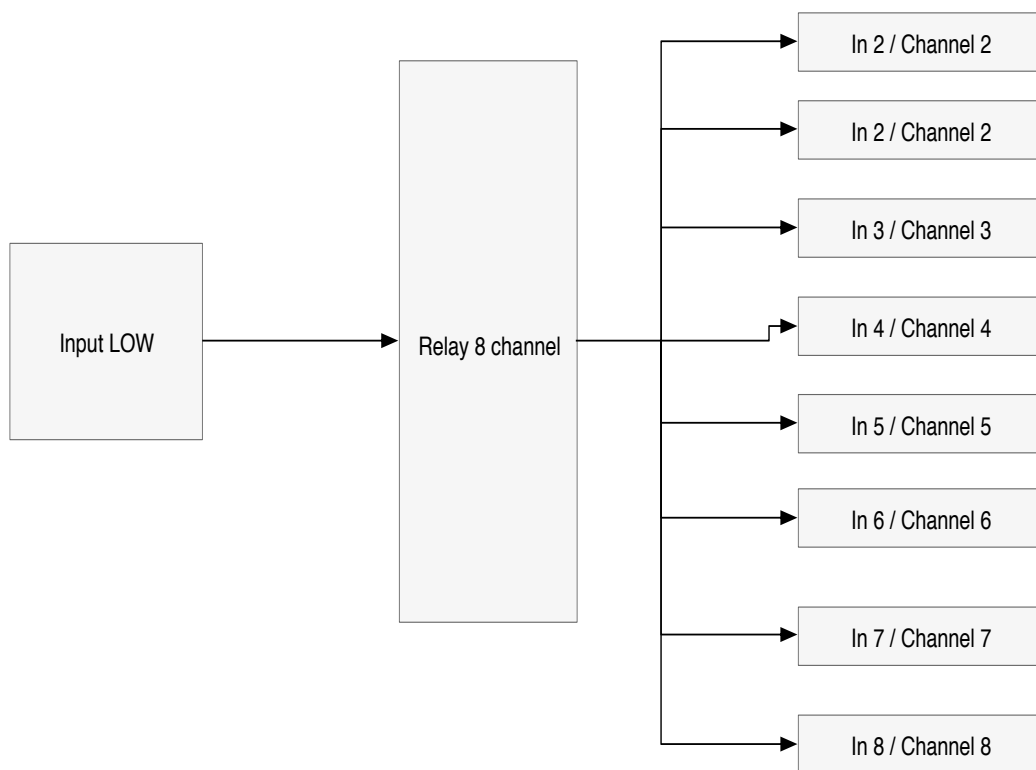 Input LOW
Relay 8 channel
In 2 / Channel 2
In 2 / Channel 2
In 3 / Channel 3
In 4 / Channel 4
In 5 / Channel 5
In 6 / Channel 6
In 7 / Channel 7
In 8 / Channel 8